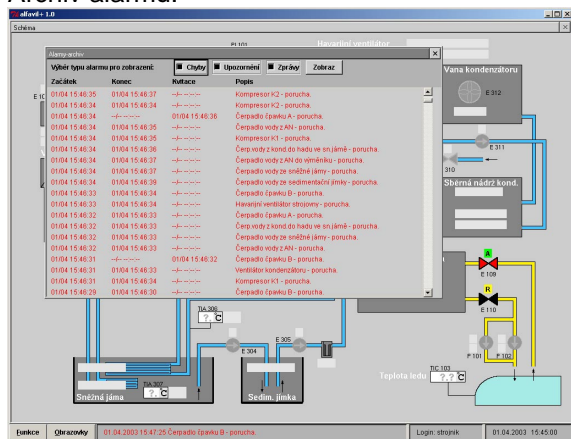 Archiv alarmů:
alfavil+ 1.0
Schéma
Havarijní ventilátor
Alarmy-archiv
Výběr typu alarmu pro zobrazení: Chyby Upozornění Zprávy Zobraz
Začátek Konec Kvitace Popis
01/04 15:46:35 01/04 15:46:37 --/-- --:--:-- Kompresor K2 - porucha.
01/04 15:46:34 01/04 15:46:34 --/-- --:--:-- Kompresor K2 - porucha.
01/04 15:46:34 --/-- --:--:-- 01/04 15:46:36 Čerpadlo čpavku A - porucha.
01/04 15:46:34 01/04 15:46:35 --/-- --:--:-- Čerpadlo vody z AN - porucha.
01/04 15:46:34 01/04 15:46:35 --/-- --:--:-- Kompresor K1 - porucha.
01/04 15:46:34 01/04 15:46:36 --/-- --:--:-- Čerp.vody z kond.do hadu ve sn.jámě - porucha.
01/04 15:46:34 01/04 15:46:37 --/-- --:--:-- Čerpadlo vody z AN do výměníku - porucha.
01/04 15:46:34 01/04 15:46:37 --/-- --:--:-- Čerpadlo vody ze sněžné jámy - porucha.
01/04 15:46:34 01/04 15:46:39 --/-- --:--:-- Čerpadlo vody ze sedimentační jímky - porucha.
01/04 15:46:33 01/04 15:46:34 --/-- --:--:-- Čerpadlo čpavku B - porucha.
01/04 15:46:33 01/04 15:46:34 --/-- --:--:-- Havarijní ventilátor strojovny - porucha.
01/04 15:46:32 01/04 15:46:33 --/-- --:--:-- Čerpadlo čpavku A - porucha.
01/04 15:46:32 01/04 15:46:33 --/-- --:--:-- Čerp.vody z kond.do hadu ve sn.jámě - porucha.
01/04 15:46:32 01/04 15:46:33 --/-- --:--:-- Čerpadlo vody ze sněžné jámy - porucha.
01/04 15:46:32 01/04 15:46:33 --/-- --:--:-- Čerpadlo vody z AN - porucha.
01/04 15:46:31 --/-- --:--:-- 01/04 15:46:32 Čerpadlo čpavku B - porucha.
01/04 15:46:31 01/04 15:46:33 --/-- --:--:-- Ventilátor kondenzátoru - porucha.
01/04 15:46:31 01/04 15:46:34 --/-- --:--:-- Kompresor K1 - porucha.
01/04 15:46:29 01/04 15:46:30 --/-- --:--:-- Čerpadlo čpavku B - porucha.
Vana kondenzátoru
E 312
E 311
310
Sběrná nádrž kond.
A
E 109
R
E 110
TIA 306
?,? °C
E 304
E 305
F 101
F 102
TIC 103
Teplota ledu ?,? °C
TIA 307
?,? °C
Sněžná jáma
Sedim. jímka
Funkce Obrazovky 01.04.2003 15:47:25 Čerpadlo čpavku B - porucha. Login: strojnik 01.04.2003 15:45:00